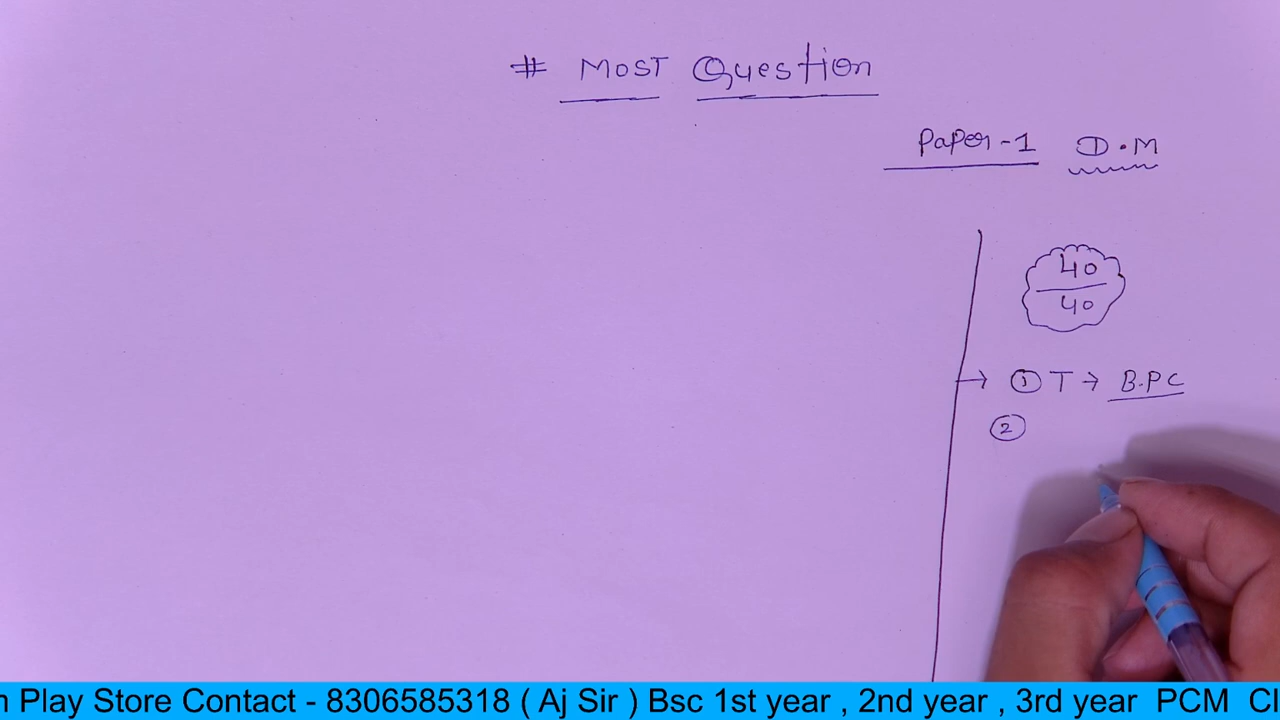 # MOST Question
Paper-1 D.M
40
40
→ ① T → B.P.C
②
n Play Store Contact - 8306585318 ( Aj Sir ) Bsc 1st year , 2nd year , 3rd year PCM Cl